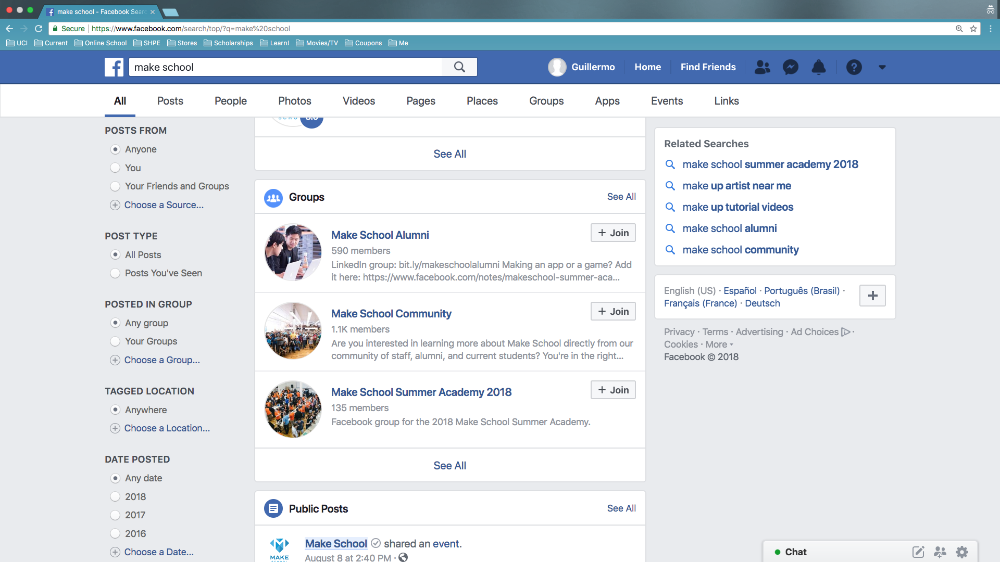 make school - Facebook Sear
Secure https://www.facebook.com/search/top/?q=make%20school
UCI Current Online School SHPE Stores Scholarships Learn! Movies/TV Coupons Me
make school
Guillermo Home Find Friends
All Posts People Photos Videos Pages Places Groups Apps Events Links
POSTS FROM
Anyone
You
Your Friends and Groups
Choose a Source...
POST TYPE
All Posts
Posts You've Seen
POSTED IN GROUP
Any group
Your Groups
Choose a Group...
TAGGED LOCATION
Anywhere
Choose a Location...
DATE POSTED
Any date
2018
2017
2016
Choose a Date...
See All
Groups
See All
Make School Alumni
+ Join
590 members
LinkedIn group: bit.ly/makeschoolalumni Making an app or a game? Add
it here: https://www.facebook.com/notes/makeschool-summer-aca...
Make School Community
+ Join
1.1K members
Are you interested in learning more about Make School directly from our
community of staff, alumni, and current students? You're in the right...
Make School Summer Academy 2018
+ Join
135 members
Facebook group for the 2018 Make School Summer Academy.
See All
Public Posts
See All
MAKE
Make School shared an event.
August 8 at 2:40 PM ·
Related Searches
make school summer academy 2018
make up artist near me
make up tutorial videos
make school alumni
make school community
English (US) · Español · Português (Brasil) ·
Français (France) · Deutsch
Privacy · Terms · Advertising · Ad Choices ·
Cookies · More
Facebook © 2018
Chat